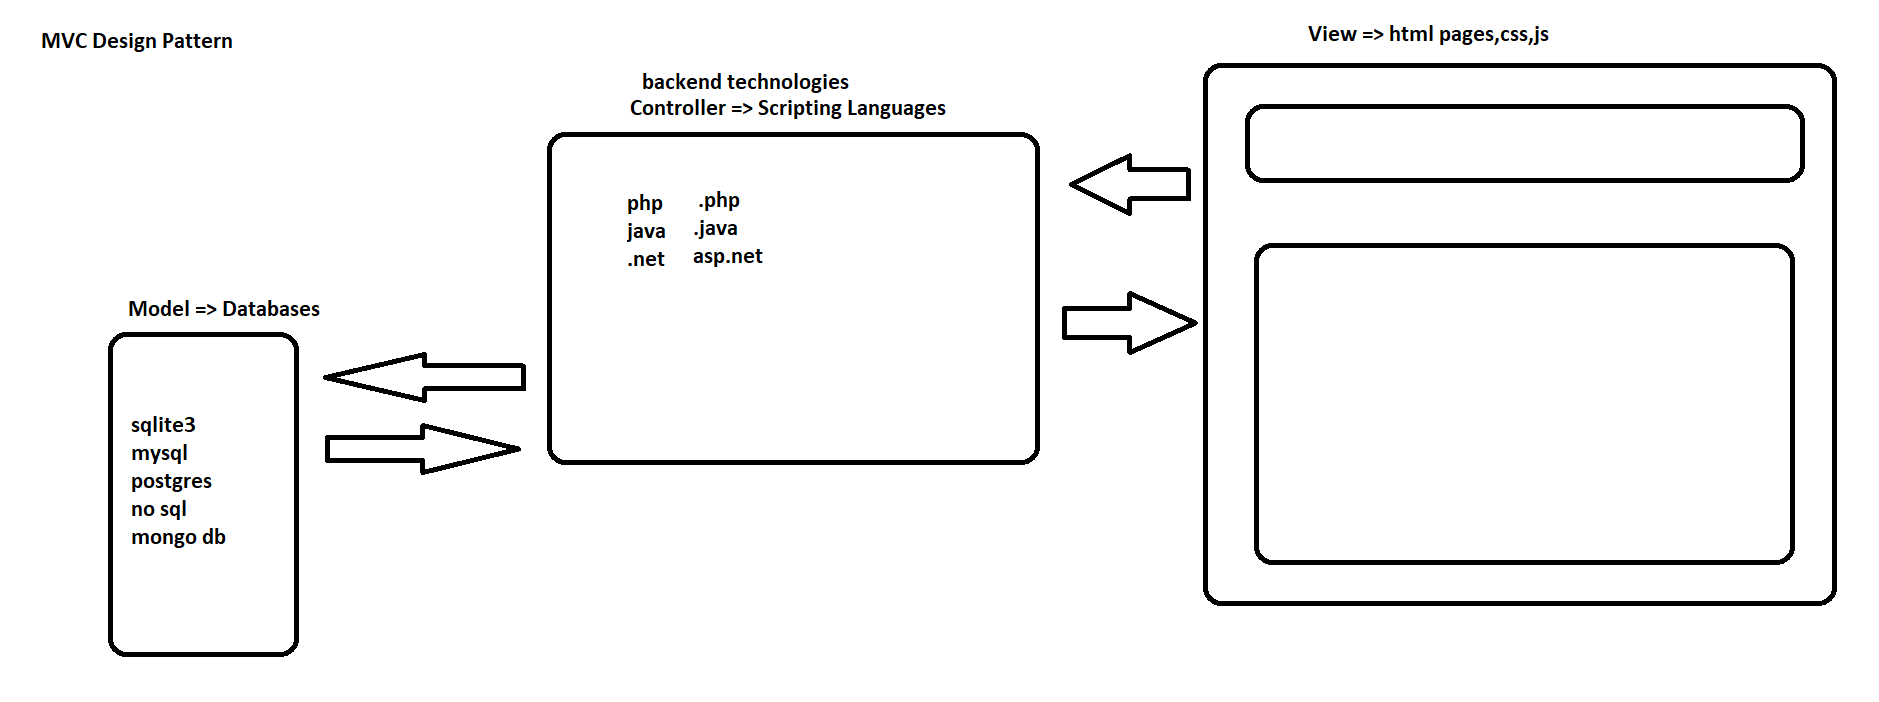 MVC Design Pattern
View => html pages,css,js
backend technologies
Controller => Scripting Languages
php .php
java .java
.net asp.net
Model => Databases
sqlite3
mysql
postgres
no sql
mongo db